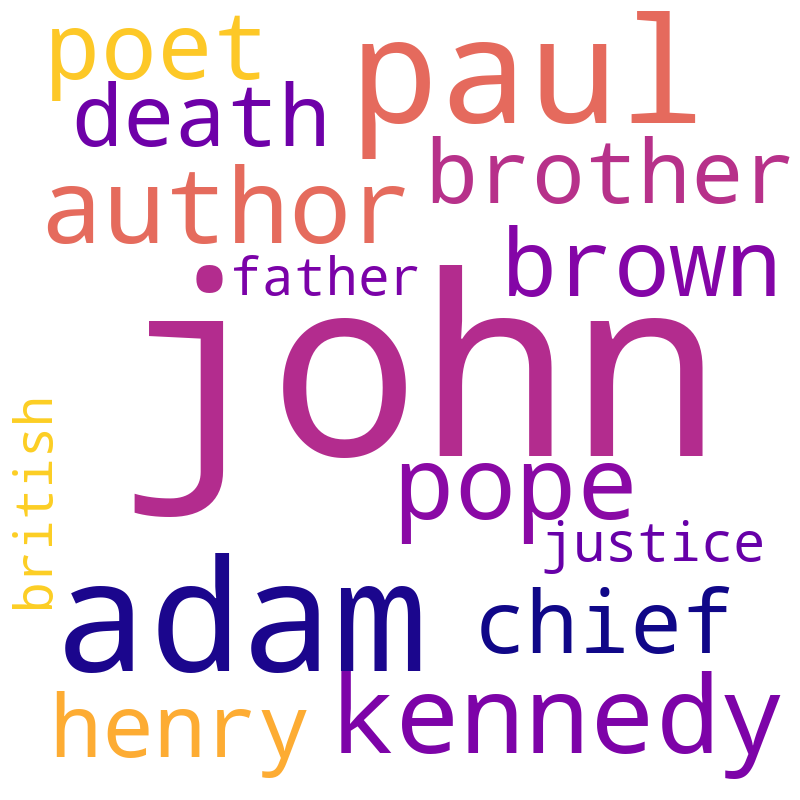 poet
paul
death
brother
author
brown
father
john
british
pope
justice
adam
chief
henry
kennedy